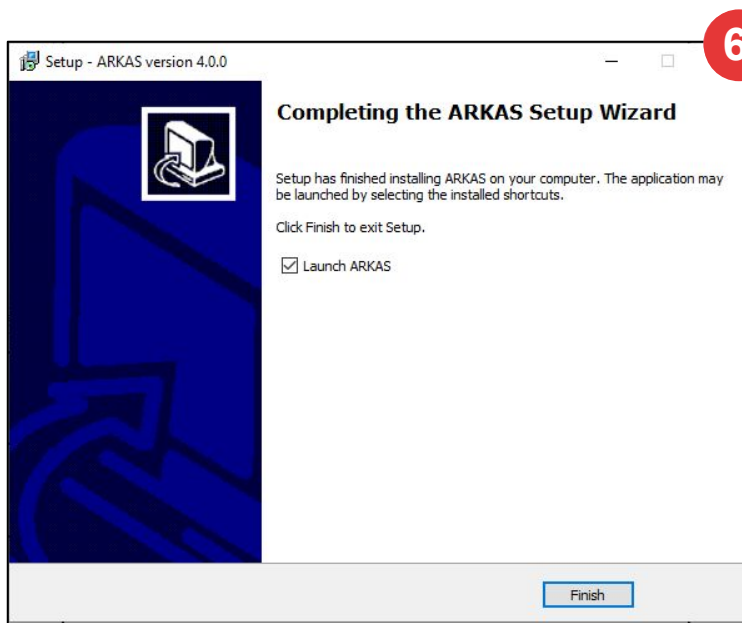 6
Setup - ARKAS version 4.0.0
Completing the ARKAS Setup Wizard
Setup has finished installing ARKAS on your computer. The application may
be launched by selecting the installed shortcuts.
Click Finish to exit Setup.
Launch ARKAS
Finish